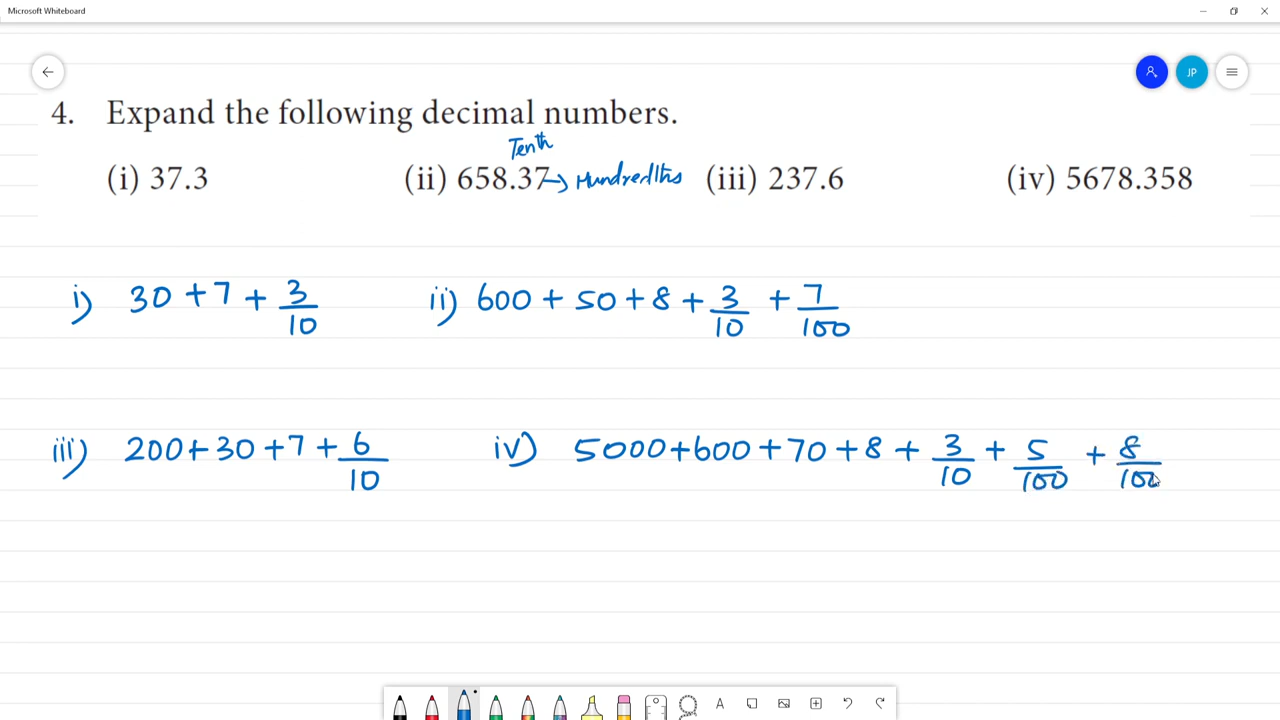 Microsoft Whiteboard
JP
4. Expand the following decimal numbers.
Tenth
(i) 37.3 (ii) 658.37 → Hundredths (iii) 237.6 (iv) 5678.358
i) 30 + 7 + 3/10 ii) 600 + 50 + 8 + 3/10 + 7/100
iii) 200 + 30 + 7 + 6/10 iv) 5000 + 600 + 70 + 8 + 3/10 + 5/100 + 8/100
A